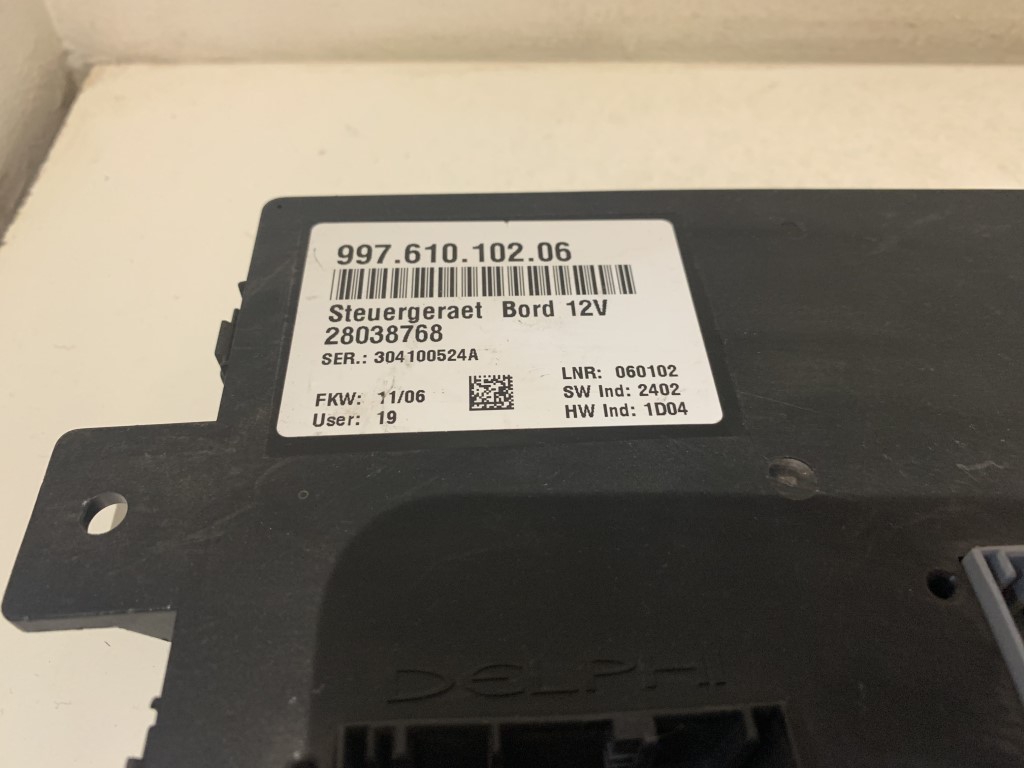 997.610.102.06
Steuergeraet Bord 12V
28038768
SER.: 304100524A
LNR: 060102
FKW: 11/06
SW Ind: 2402
User: 19
HW Ind: 1D04
DELPHI